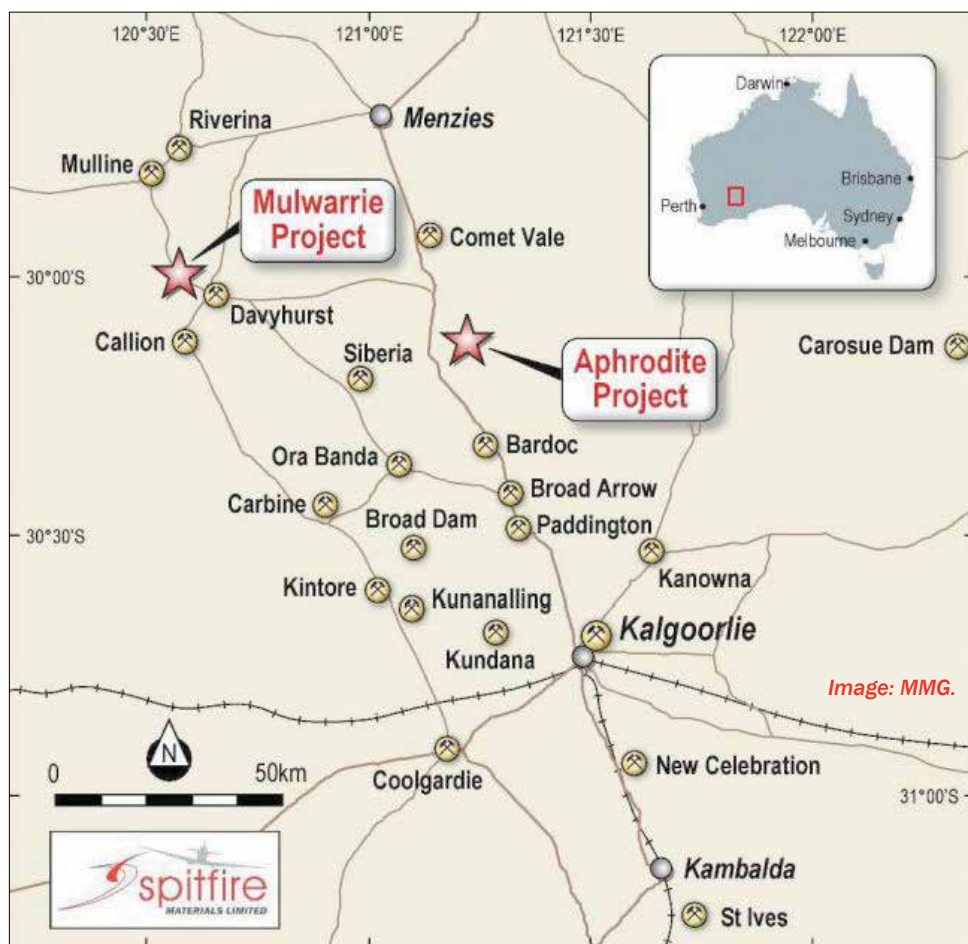 120°30'E
121°00'E
121°30'E
122°00'E
Darwin
Perth
Brisbane
Sydney
Melbourne
Riverina
Menzies
Mulline
Mulwarrie
Project
Comet Vale
30°00'S
Davyhurst
Callion
Siberia
Aphrodite
Project
Carosue Dam
Bardoc
Ora Banda
Broad Arrow
Carbine
Broad Dam
Paddington
30°30'S
Kanowna
Kintore
Kunanalling
Kundana
Kalgoorlie
Image: MMG.
N
0
50km
Coolgardie
New Celebration
31°00'S
spitfire
MATERIALS LIMITED
Kambalda
St Ives